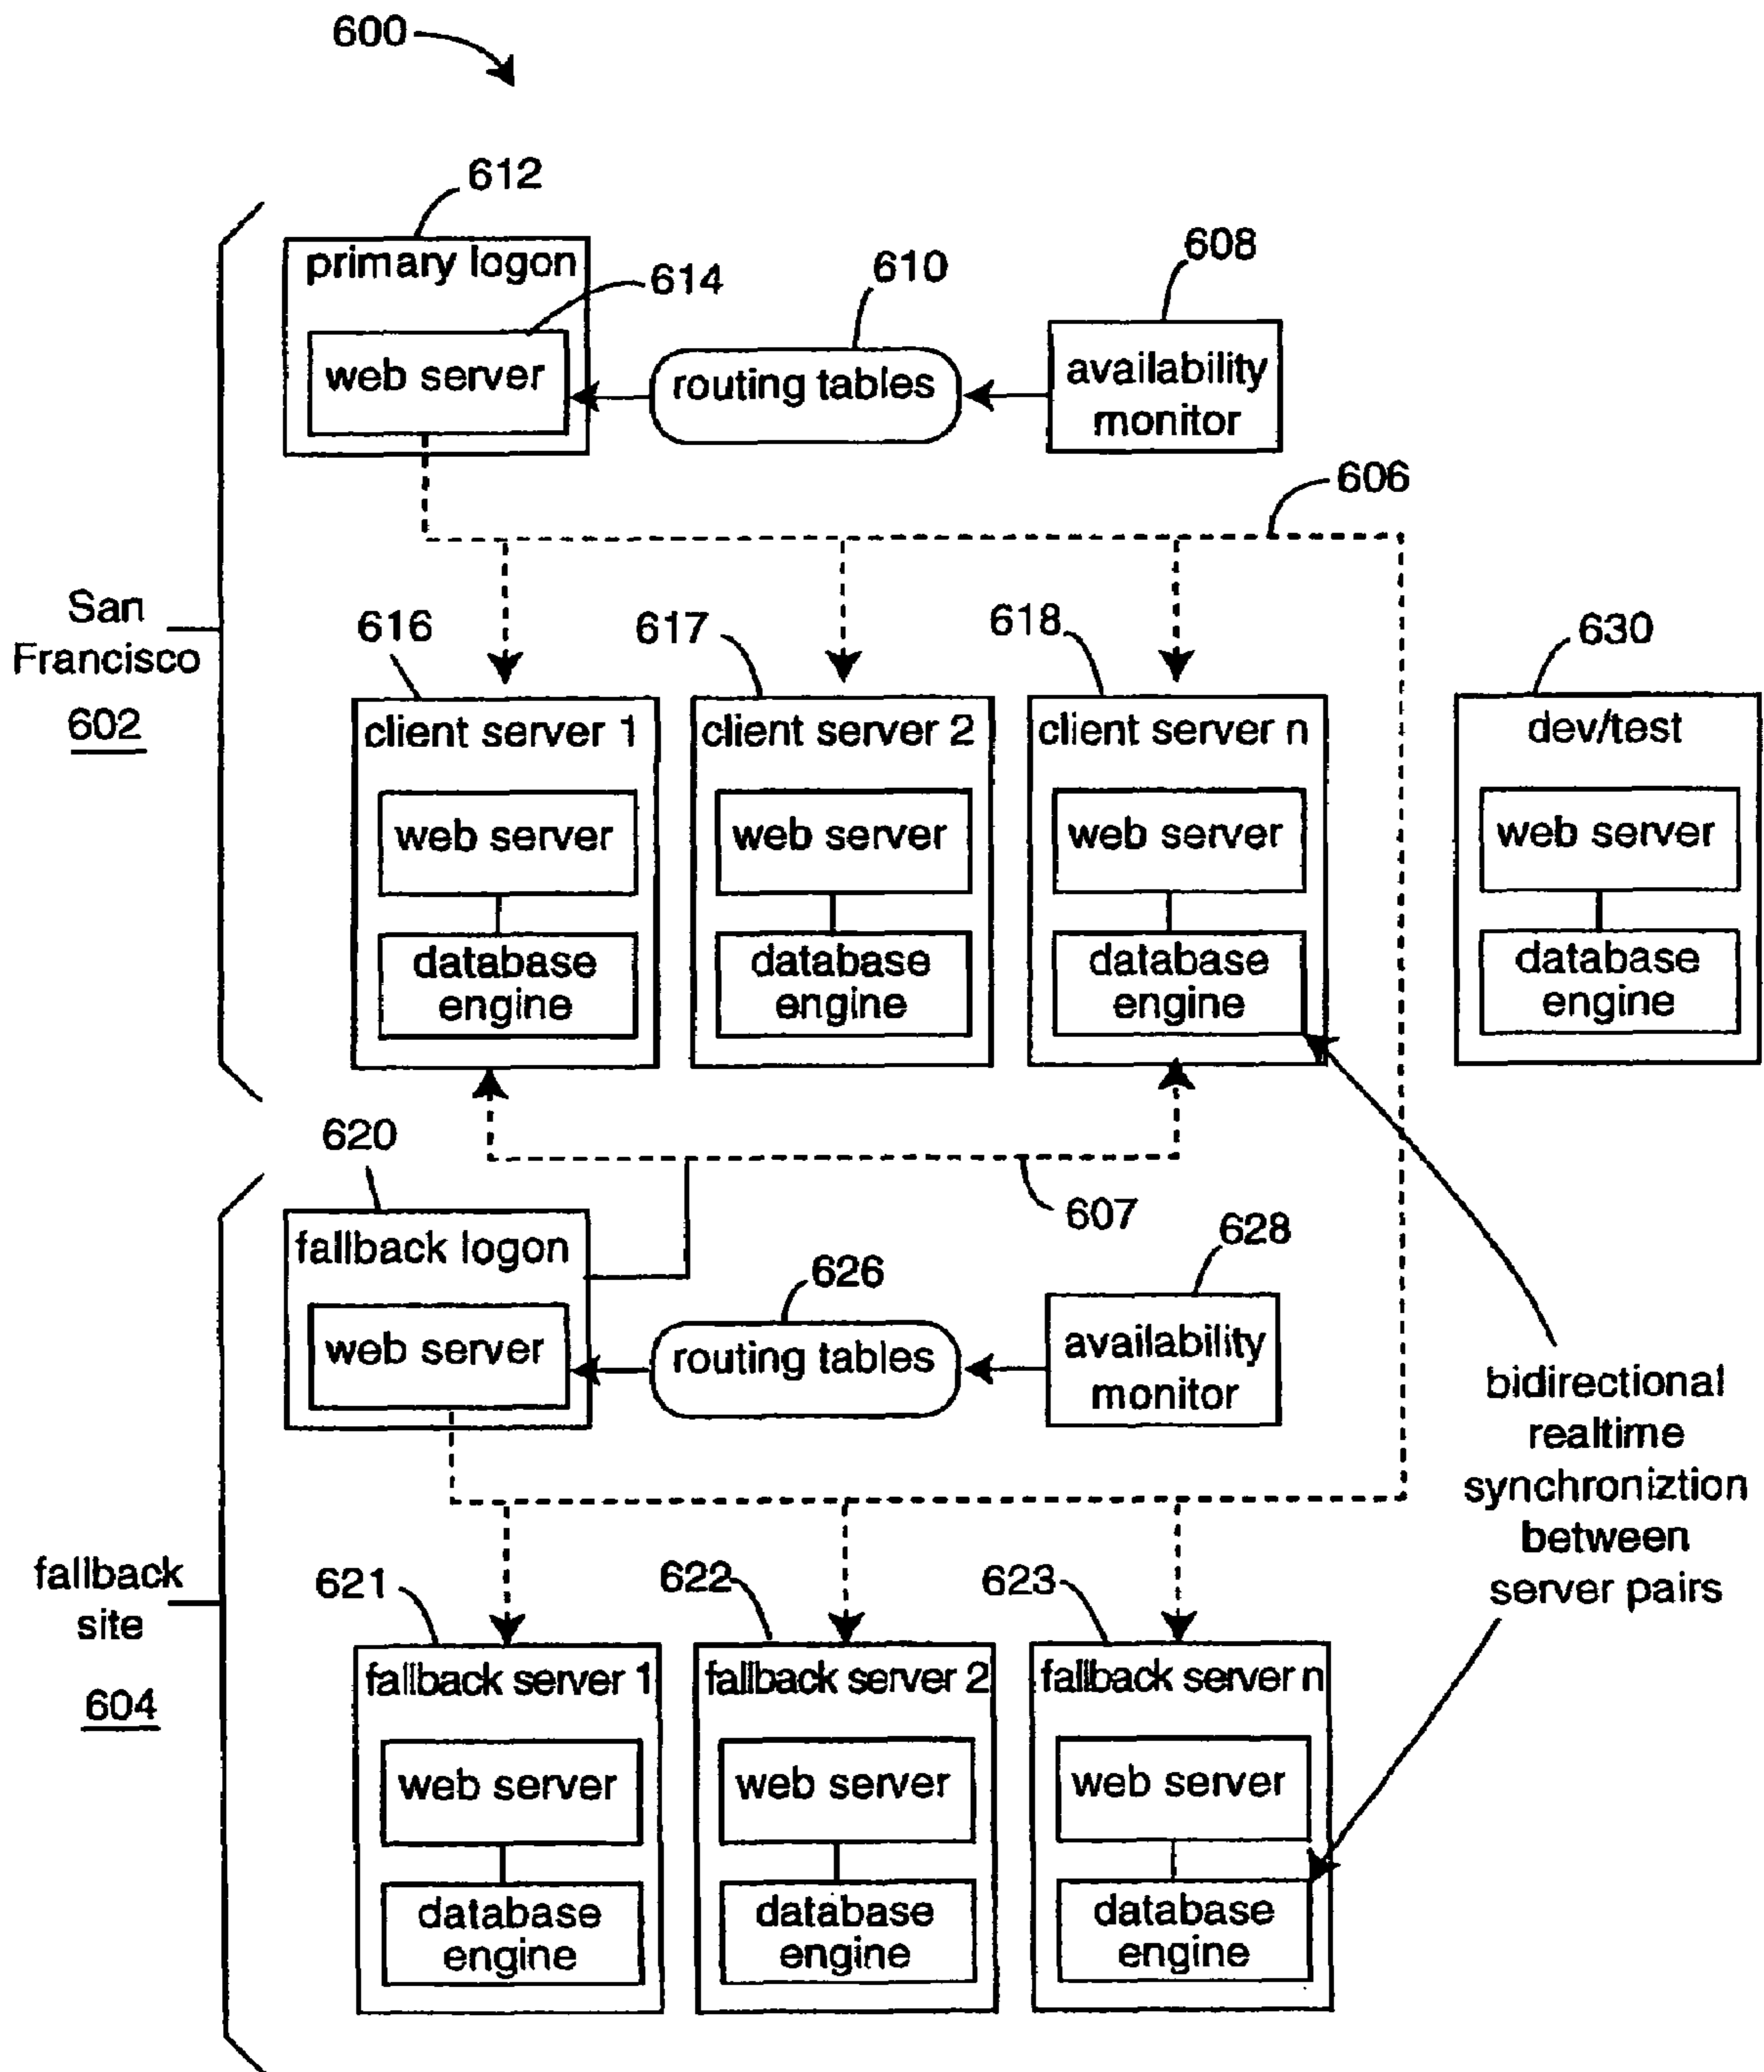 600
612
primary logon
614
web server
610
routing tables
608
availability
monitor
606
San
Francisco
602
616
client server 1
web server
database
engine
617
client server 2
web server
database
engine
618
client server n
web server
database
engine
630
dev/test
web server
database
engine
607
620
fallback logon
web server
626
routing tables
628
availability
monitor
bidirectional
realtime
synchroniztion
between
server pairs
fallback
site
604
621
fallback server 1
web server
database
engine
622
fallback server 2
web server
database
engine
623
fallback server n
web server
database
engine